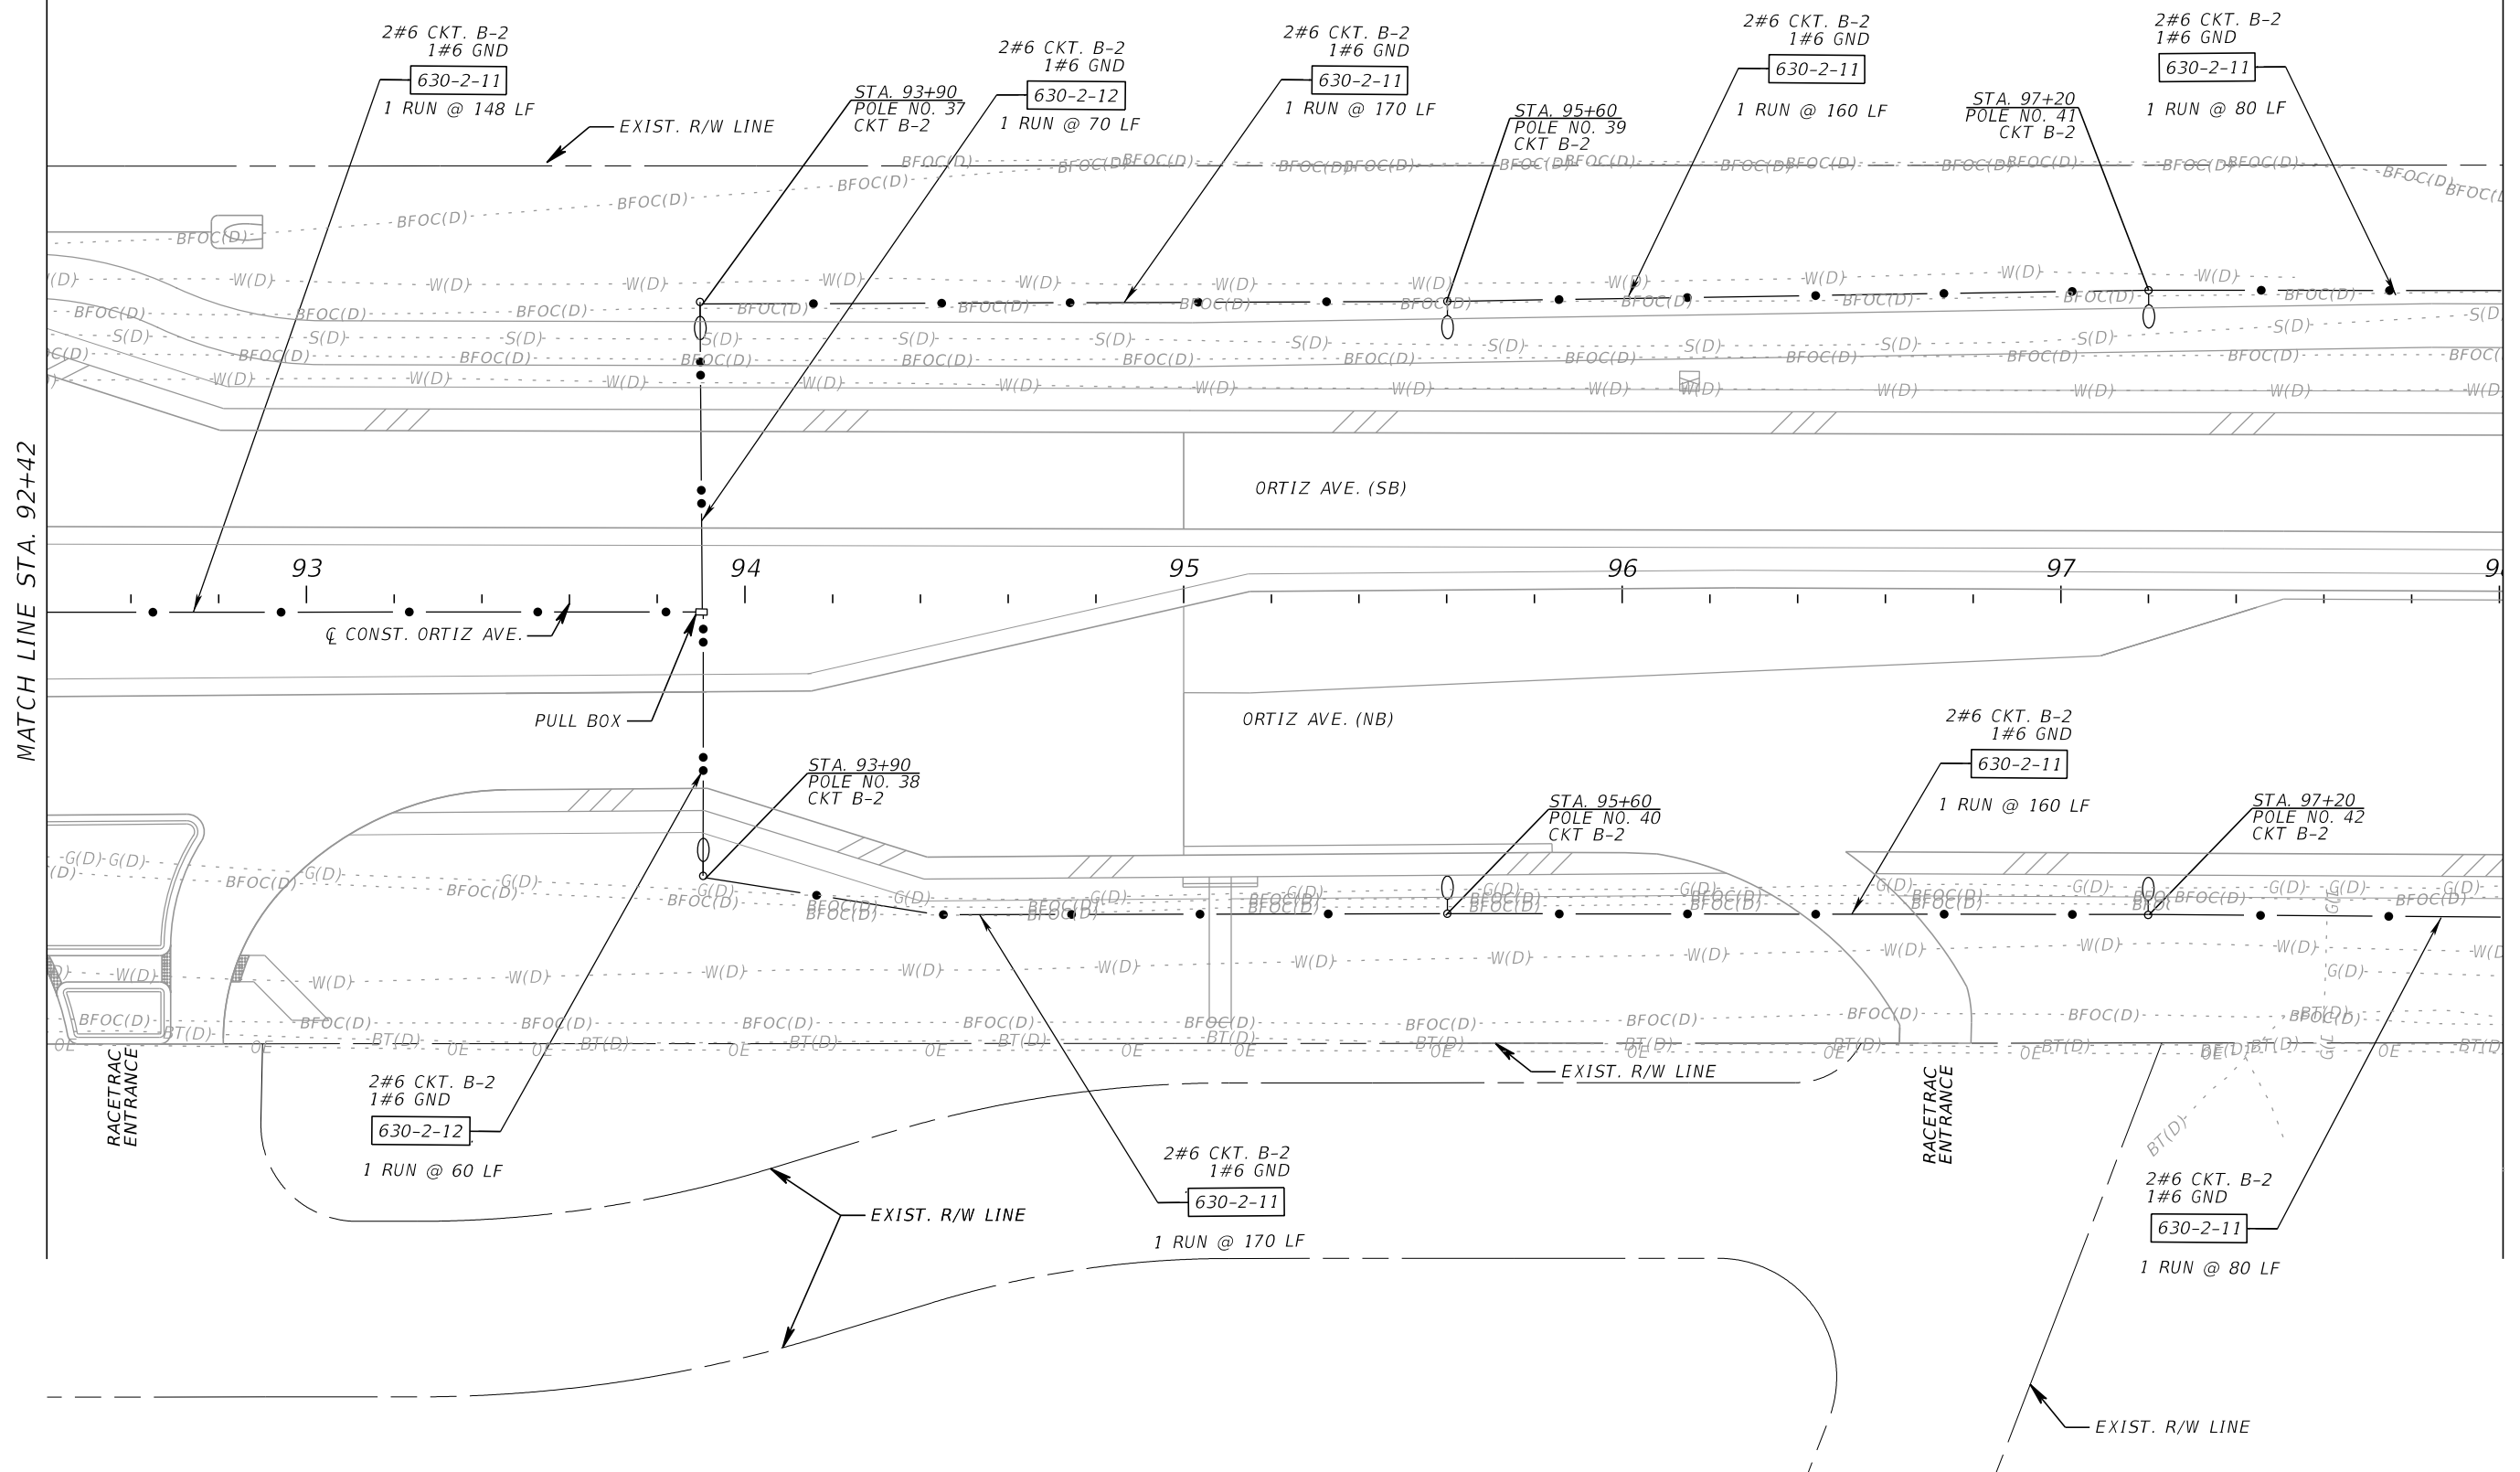 2#6 CKT. B-2
1#6 GND
630-2-11
1 RUN @ 148 LF
EXIST. R/W LINE
STA. 93+90
POLE NO. 37
CKT B-2
2#6 CKT. B-2
1#6 GND
630-2-12
1 RUN @ 70 LF
2#6 CKT. B-2
1#6 GND
630-2-11
1 RUN @ 170 LF
STA. 95+60
POLE NO. 39
CKT B-2
2#6 CKT. B-2
1#6 GND
630-2-11
1 RUN @ 160 LF
STA. 97+20
POLE NO. 41
CKT B-2
2#6 CKT. B-2
1#6 GND
630-2-11
1 RUN @ 80 LF
BFOC(D)
W(D)
S(D)
MATCH LINE STA. 92+42
ORTIZ AVE. (SB)
93 94 95 96 97
℄ CONST. ORTIZ AVE.
PULL BOX
ORTIZ AVE. (NB)
STA. 93+90
POLE NO. 38
CKT B-2
STA. 95+60
POLE NO. 40
CKT B-2
2#6 CKT. B-2
1#6 GND
630-2-11
1 RUN @ 160 LF
STA. 97+20
POLE NO. 42
CKT B-2
G(D)
BFOC(D)
W(D)
BT(D)
OE
RACETRAC
ENTRANCE
2#6 CKT. B-2
1#6 GND
630-2-12
1 RUN @ 60 LF
EXIST. R/W LINE
2#6 CKT. B-2
1#6 GND
630-2-11
1 RUN @ 170 LF
EXIST. R/W LINE
RACETRAC
ENTRANCE
BT(D)
2#6 CKT. B-2
1#6 GND
630-2-11
1 RUN @ 80 LF
EXIST. R/W LINE